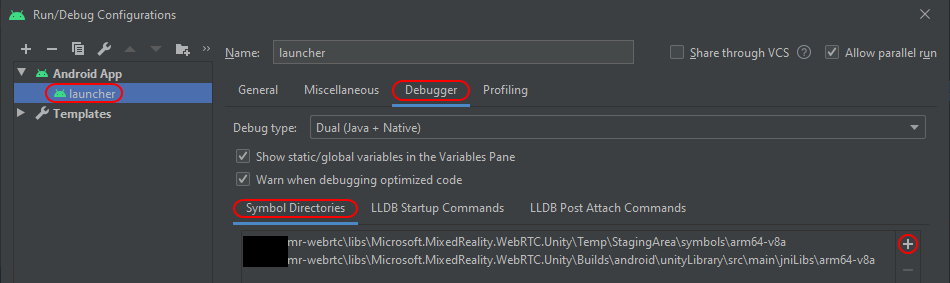 Run/Debug Configurations
Name: launcher Share through VCS ? Allow parallel run
Android App
launcher
Templates
General Miscellaneous Debugger Profiling
Debug type: Dual (Java + Native)
Show static/global variables in the Variables Pane
Warn when debugging optimized code
Symbol Directories LLDB Startup Commands LLDB Post Attach Commands
mr-webrtc\libs\Microsoft.MixedReality.WebRTC.Unity\Temp\StagingArea\symbols\arm64-v8a
mr-webrtc\libs\Microsoft.MixedReality.WebRTC.Unity\Builds\android\unityLibrary\src\main\jniLibs\arm64-v8a